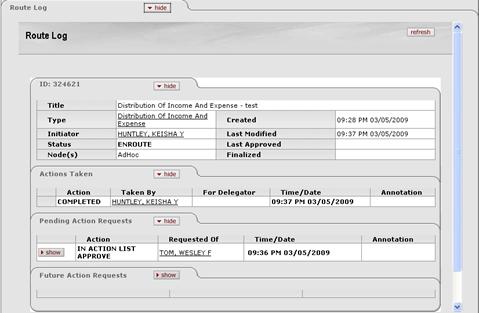 Route Log ▾ hide
Route Log refresh
ID: 324621 ▾ hide
Title Distribution Of Income And Expense - test
Type Distribution Of Income And Expense Created 09:28 PM 03/05/2009
Initiator HUNTLEY, KEISHA Y Last Modified 09:37 PM 03/05/2009
Status ENROUTE Last Approved
Node(s) AdHoc Finalized
Actions Taken ▾ hide
Action Taken By For Delegator Time/Date Annotation
COMPLETED HUNTLEY, KEISHA Y 09:37 PM 03/05/2009
Pending Action Requests ▾ hide
Action Requested Of Time/Date Annotation
▸ show IN ACTION LIST APPROVE TOM, WESLEY F 09:36 PM 03/05/2009
Future Action Requests ▸ show